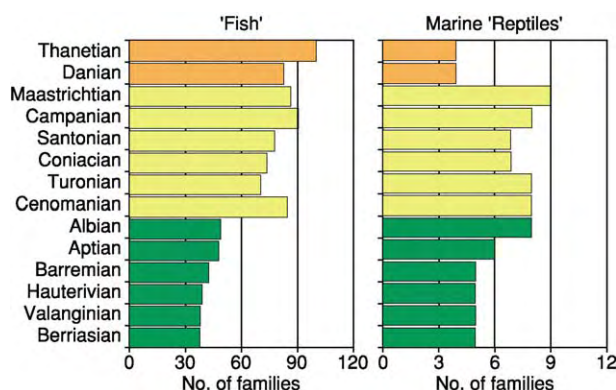 'Fish'
Marine 'Reptiles'
Thanetian
Danian
Maastrichtian
Campanian
Santonian
Coniacian
Turonian
Cenomanian
Albian
Aptian
Barremian
Hauterivian
Valanginian
Berriasian
0 30 60 90 120
0 3 6 9 12
No. of families
No. of families